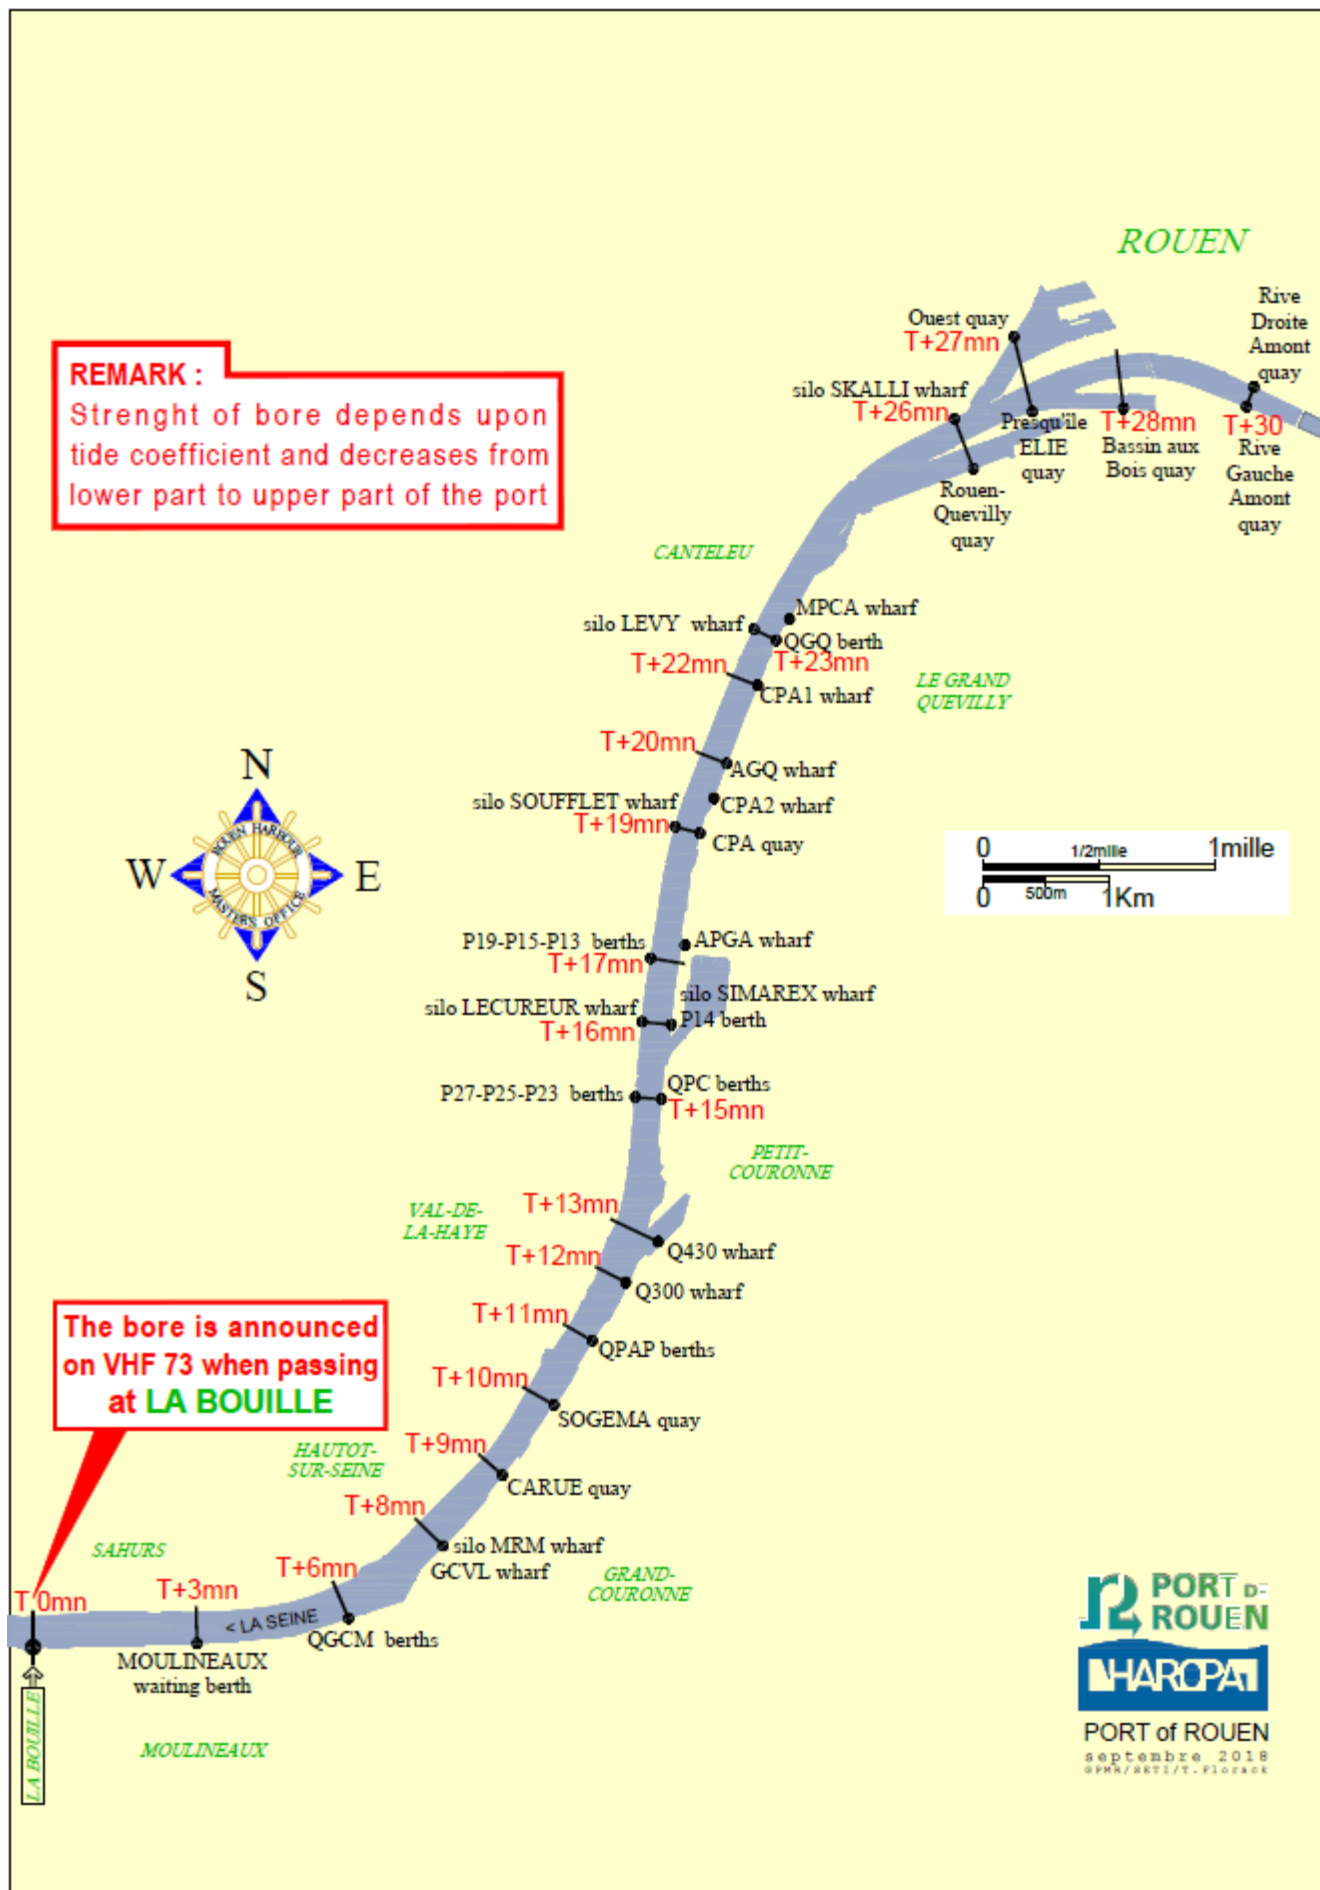 ROUEN
Rive
Droite
Amont
quay
Ouest quay
T+27mn
silo SKALLI wharf
T+26mn
Presqu'ile
ELIE
quay
T+28mn
Bassin aux
Bois quay
T+30
Rive
Gauche
Amont
quay
Rouen-
Quevilly
quay
REMARK :
Strenght of bore depends upon
tide coefficient and decreases from
lower part to upper part of the port
CANTELEU
MPCA wharf
silo LEVY wharf
QGQ berth
T+22mn
T+23mn
CPA1 wharf
LE GRAND
QUEVILLY
T+20mn
AGQ wharf
silo SOUFFLET wharf
CPA2 wharf
T+19mn
CPA quay
N
W
E
S
ROUEN HARBOUR
MASTER'S OFFICE
0 1/2mille 1mille
0 500m 1Km
P19-P15-P13 berths
APGA wharf
T+17mn
silo SIMAREX wharf
silo LECUREUR wharf
P14 berth
T+16mn
QPC berths
P27-P25-P23 berths
T+15mn
PETIT-
COURONNE
T+13mn
VAL-DE-
LA-HAYE
Q430 wharf
T+12mn
Q300 wharf
T+11mn
QPAP berths
T+10mn
SOGEMA quay
The bore is announced
on VHF 73 when passing
at LA BOUILLE
HAUTOT-
SUR-SEINE
T+9mn
CARUE quay
T+8mn
silo MRM wharf
GCVL wharf
GRAND-
COURONNE
SAHURS
T+6mn
T 0mn
T+3mn
< LA SEINE
QGCM berths
MOULINEAUX
waiting berth
LA BOUILLE
MOULINEAUX
PORT DE
ROUEN
HAROPA
PORT of ROUEN
septembre 2018
GPMR/SETI/T.Florack